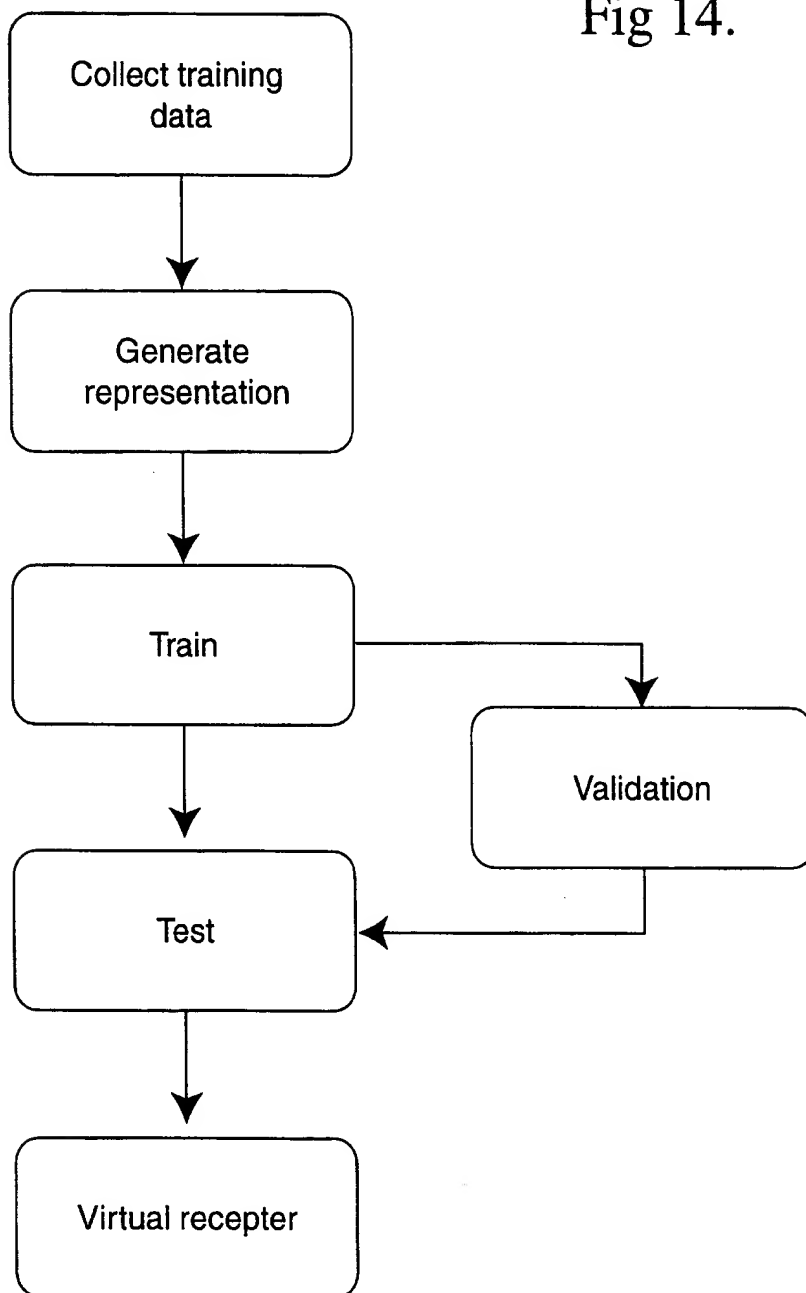 Fig 14.
Collect training
data
Generate
representation
Train
Validation
Test
Virtual recepter